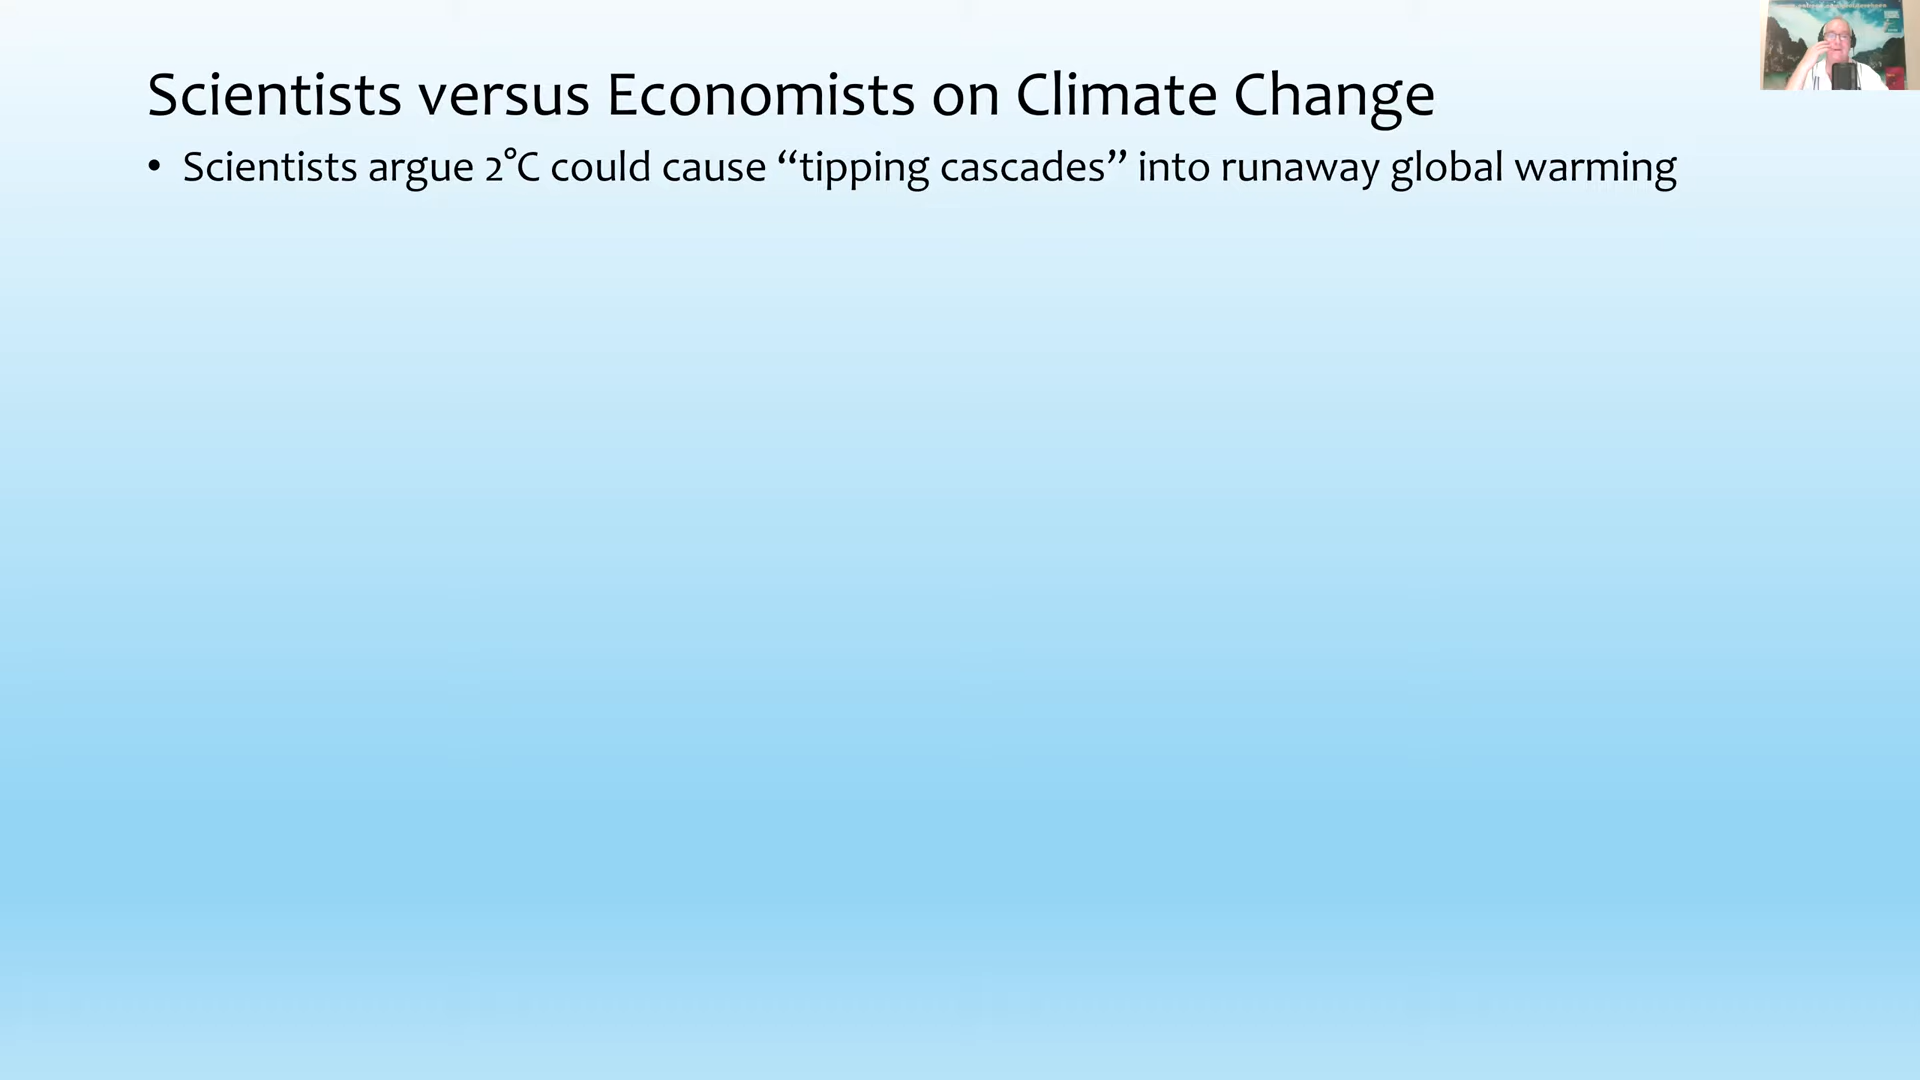 Scientists versus Economists on Climate Change
• Scientists argue 2°C could cause “tipping cascades” into runaway global warming